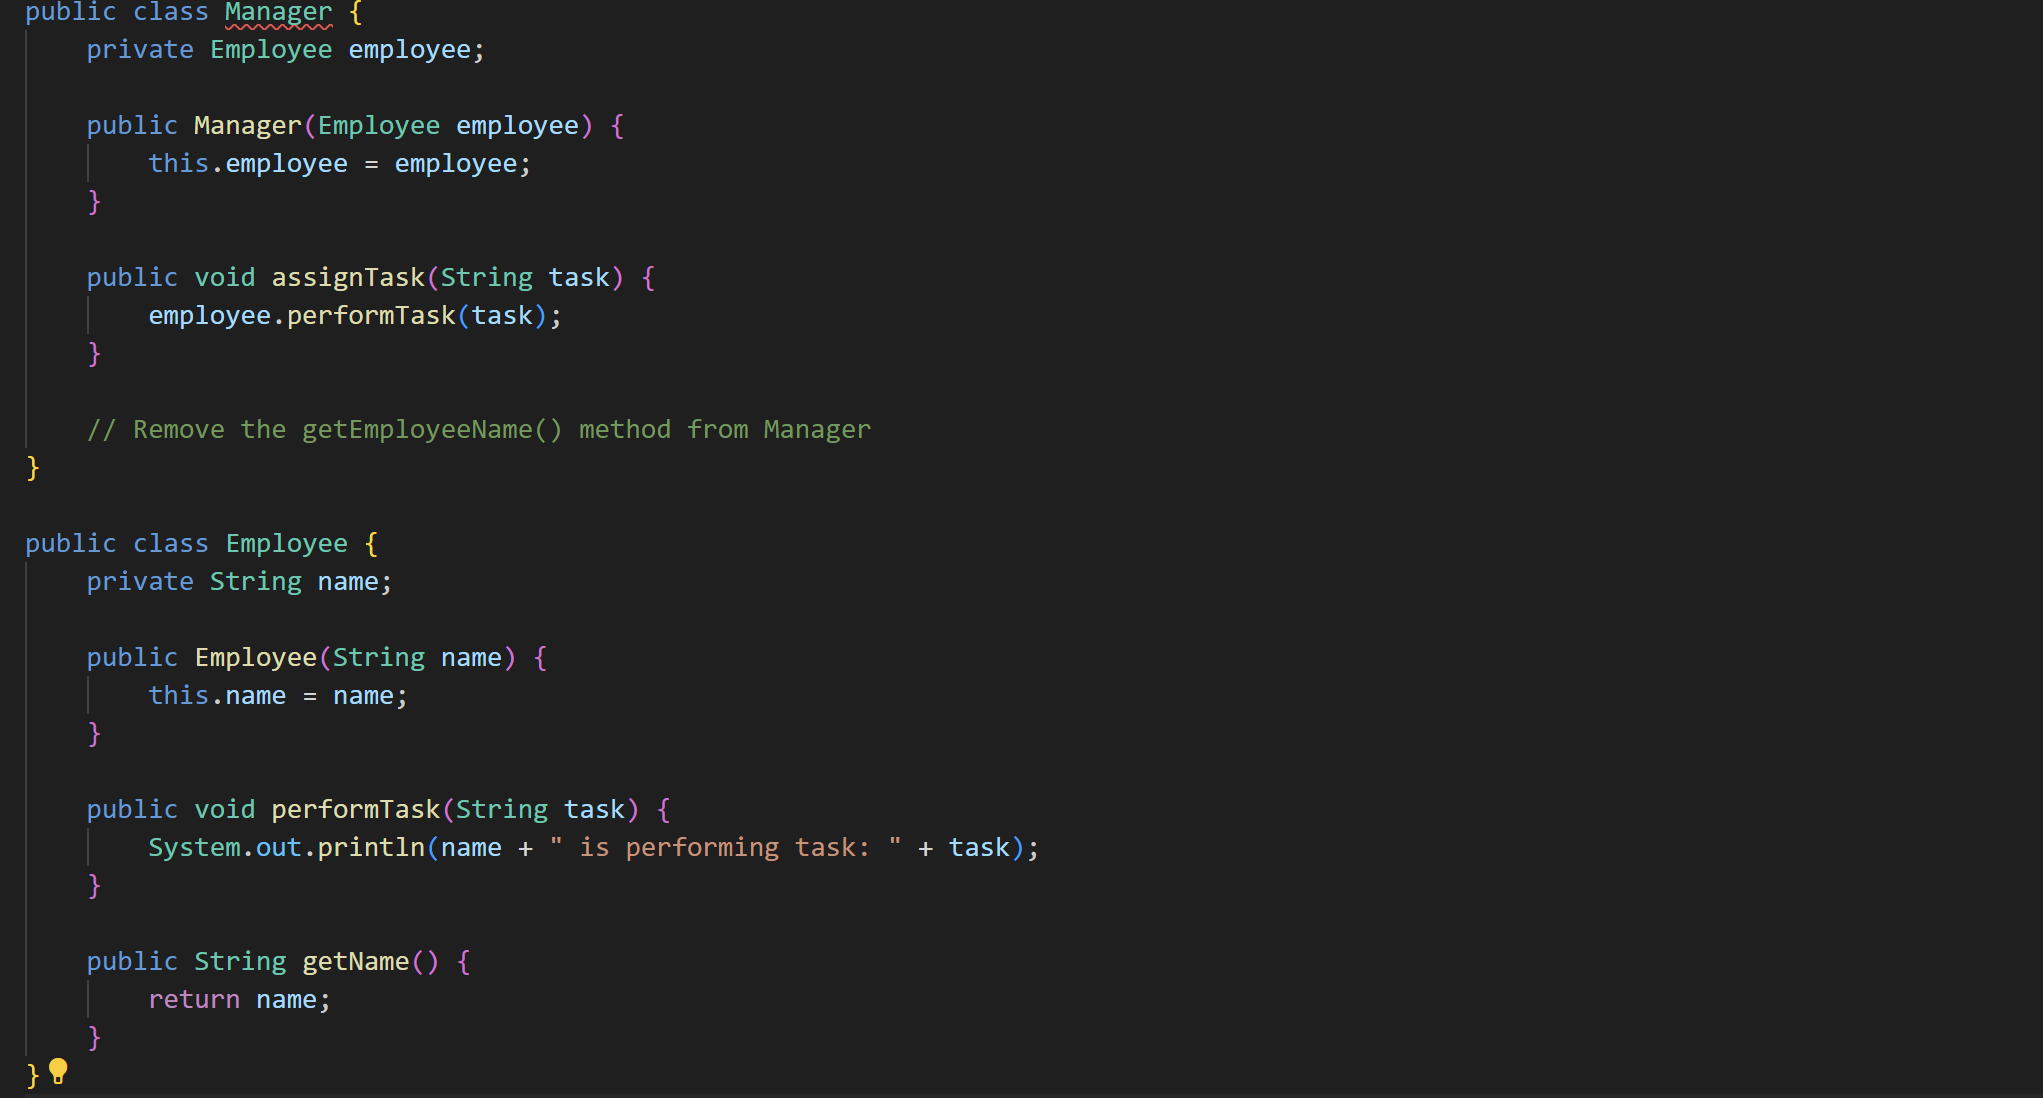 public class Manager {
    private Employee employee;

    public Manager(Employee employee) {
        this.employee = employee;
    }

    public void assignTask(String task) {
        employee.performTask(task);
    }

    // Remove the getEmployeeName() method from Manager
}

public class Employee {
    private String name;

    public Employee(String name) {
        this.name = name;
    }

    public void performTask(String task) {
        System.out.println(name + " is performing task: " + task);
    }

    public String getName() {
        return name;
    }
}